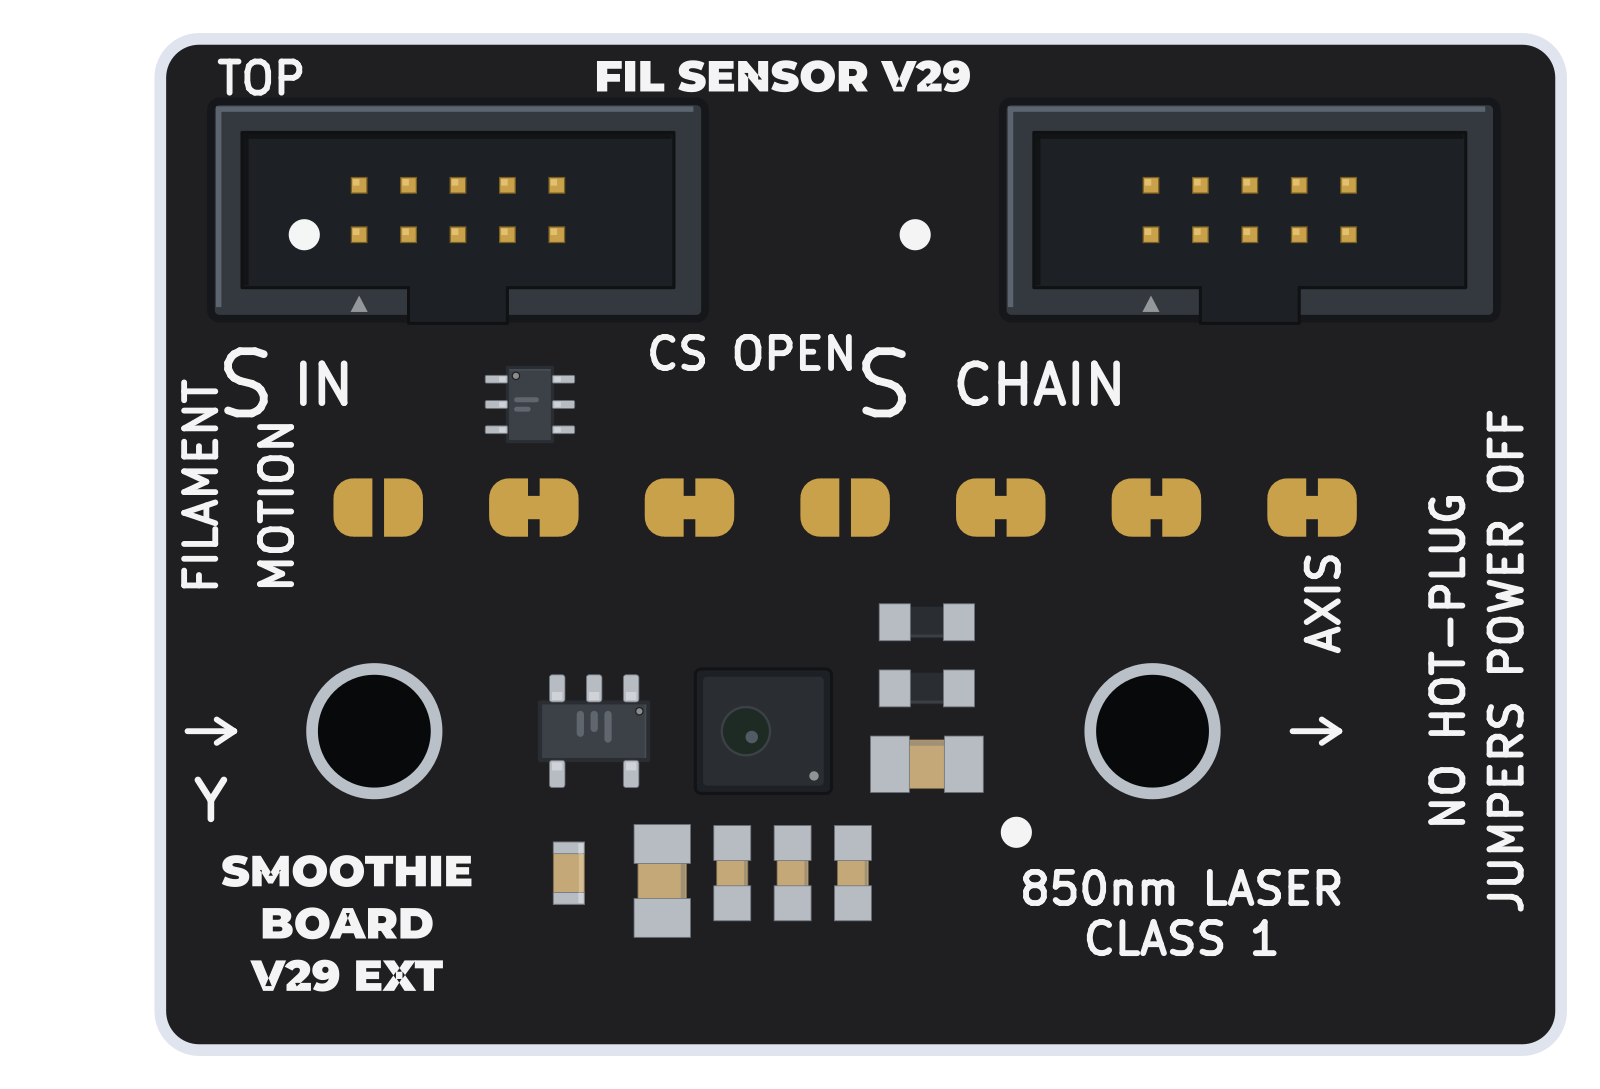 TOP
FIL SENSOR V29
S IN
CS OPEN
S CHAIN
FILAMENT
MOTION
AXIS
NO HOT-PLUG
JUMPERS POWER OFF
→
→
Y
SMOOTHIE
BOARD
V29 EXT
850nm LASER
CLASS 1